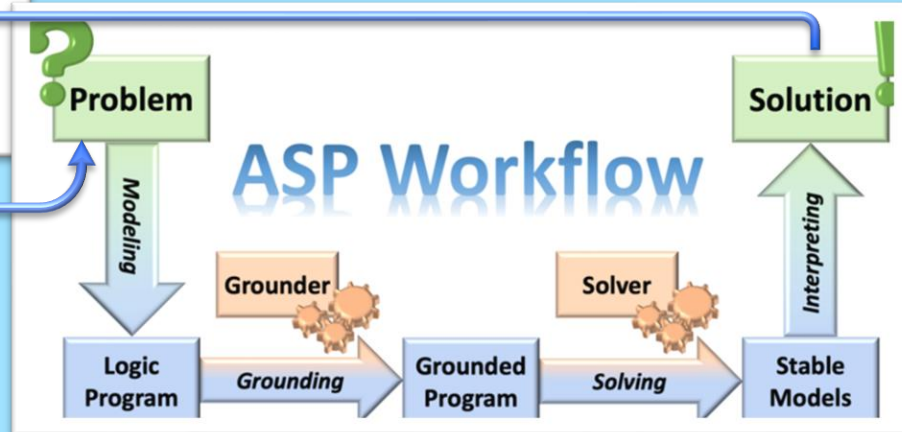 ?
!
Problem
Solution
ASP Workflow
Modeling
Interpreting
Grounder
Solver
Logic
Program
Grounding
Grounded
Program
Solving
Stable
Models